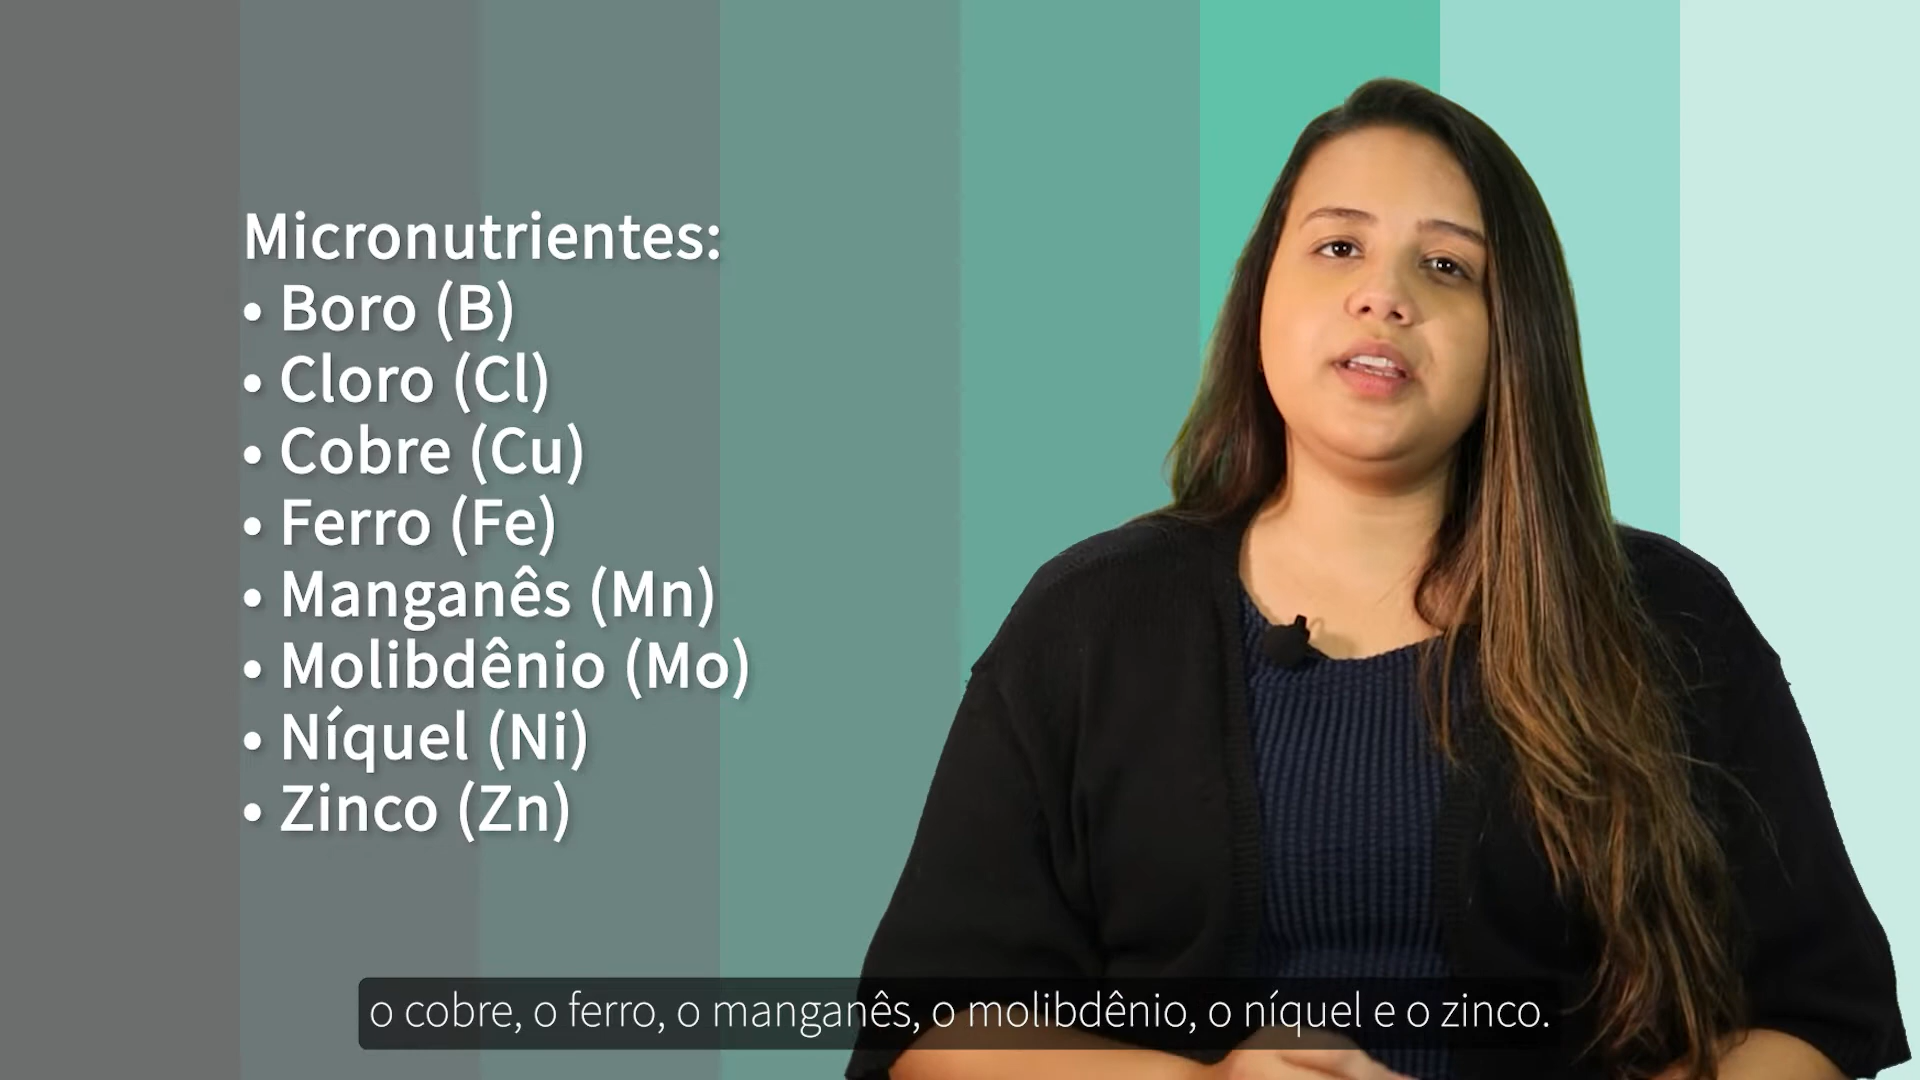 Micronutrientes:
• Boro (B)
• Cloro (Cl)
• Cobre (Cu)
• Ferro (Fe)
• Manganês (Mn)
• Molibdênio (Mo)
• Níquel (Ni)
• Zinco (Zn)
o cobre, o ferro, o manganês, o molibdênio, o níquel e o zinco.